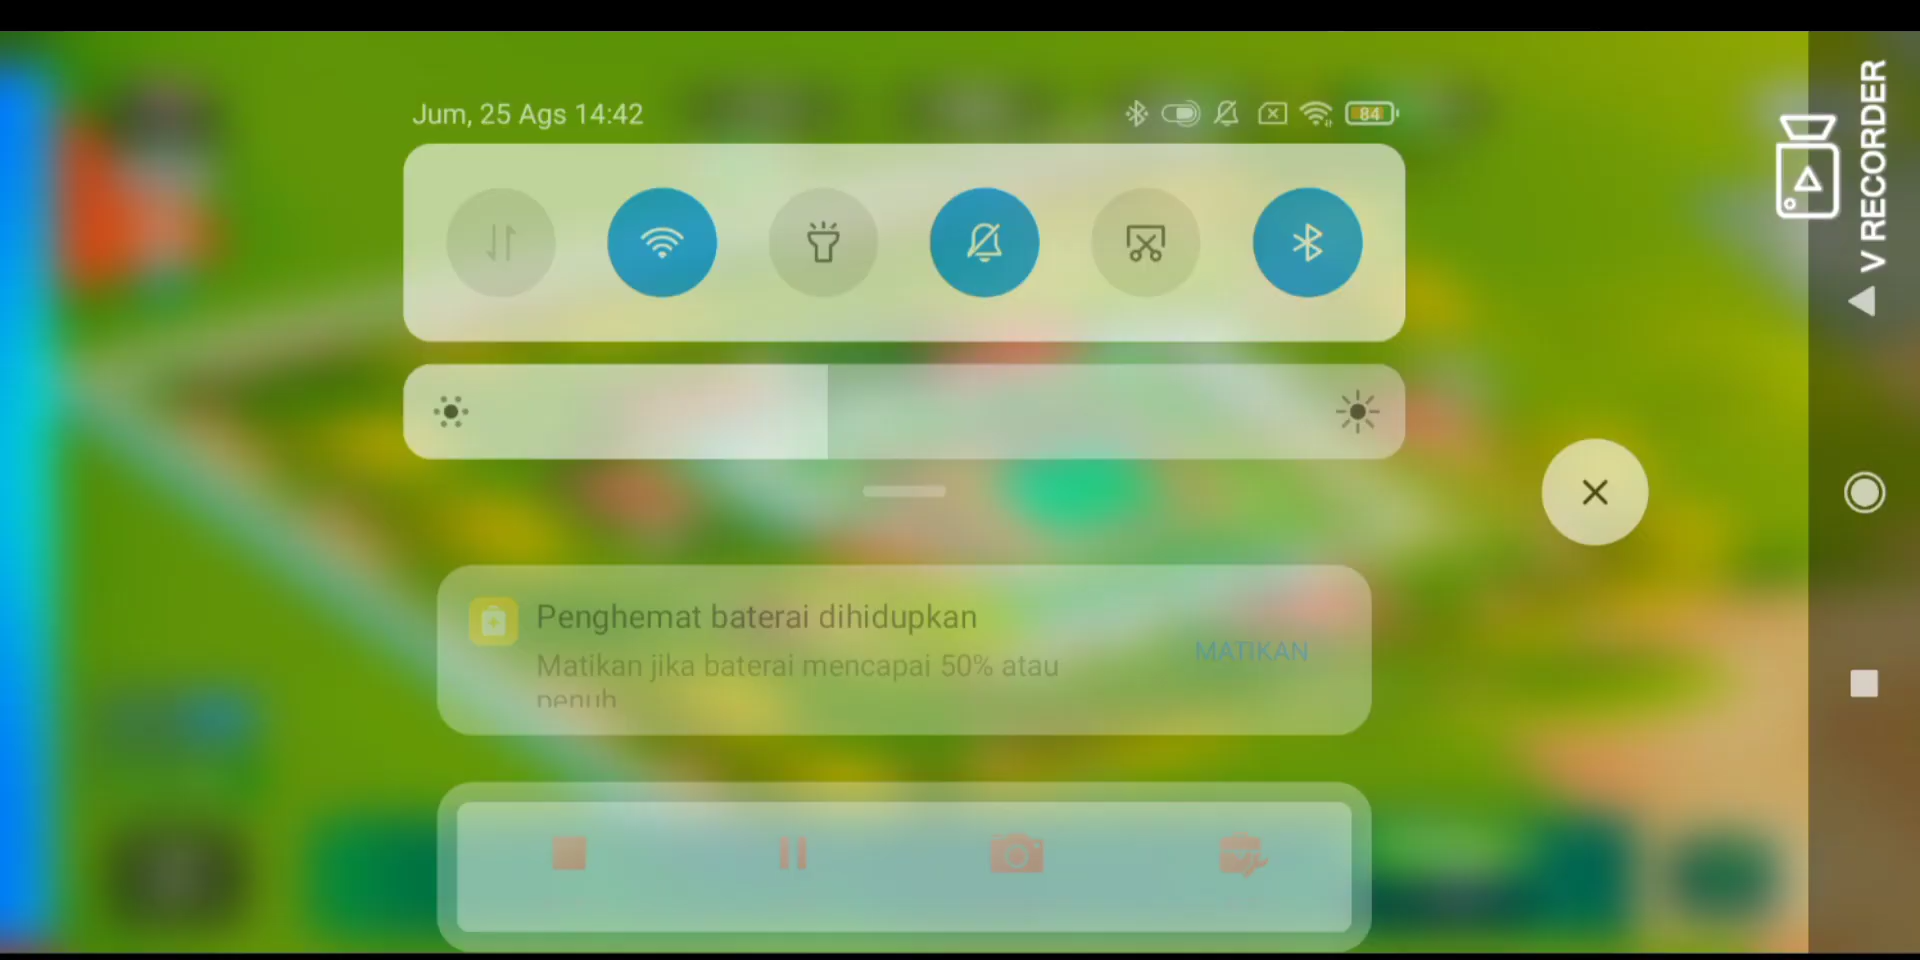 Jum, 25 Ags 14:42
84
V RECORDER
Penghemat baterai dihidupkan
Matikan jika baterai mencapai 50% atau
penuh
MATIKAN